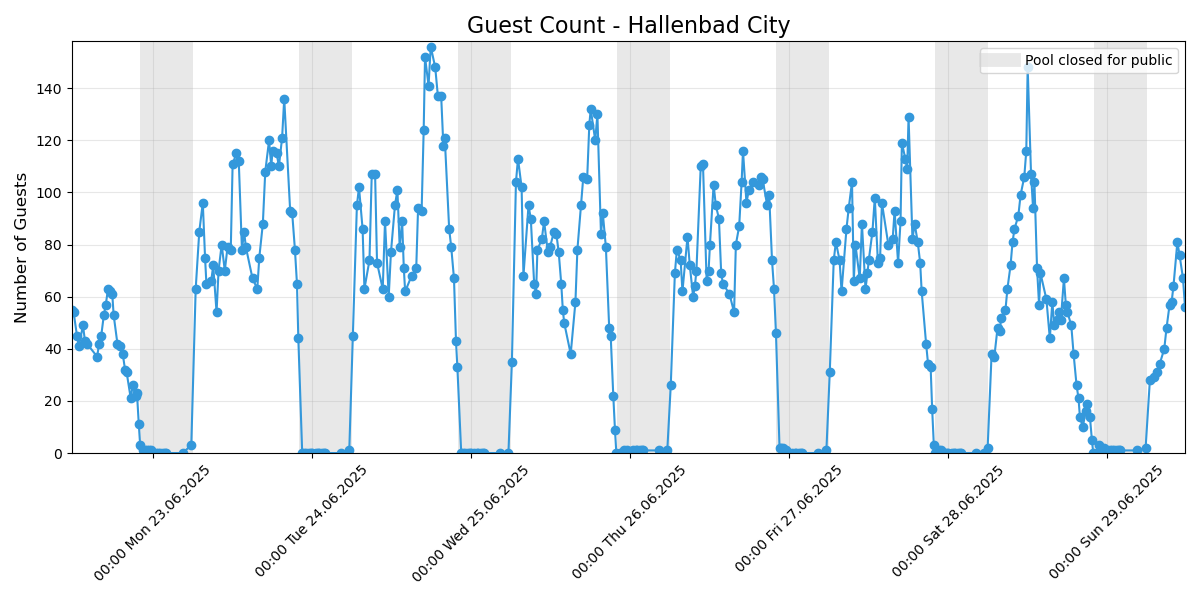 Guest Count - Hallenbad City
Pool closed for public
Number of Guests
140
120
100
80
60
40
20
0
00:00 Mon 23.06.2025
00:00 Tue 24.06.2025
00:00 Wed 25.06.2025
00:00 Thu 26.06.2025
00:00 Fri 27.06.2025
00:00 Sat 28.06.2025
00:00 Sun 29.06.2025